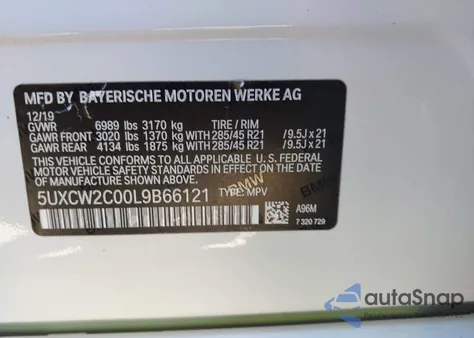 MFD BY BAYERISCHE MOTOREN WERKE AG
12/19
GVWR 6989 lbs 3170 kg TIRE / RIM
GAWR FRONT 3020 lbs 1370 kg WITH 285/45 R21 /9.5J x 21
GAWR REAR 4134 lbs 1875 kg WITH 285/45 R21 /9.5J x 21
THIS VEHICLE CONFORMS TO ALL APPLICABLE U.S. FEDERAL
MOTOR VEHICLE SAFETY STANDARDS IN EFFECT ON THE
DATE OF MANUFACTURE SHOWN ABOVE.
5UXCW2C00L9B66121 TYPE: MPV
BMW
BMW
A96M
7 320 729
autoSnap